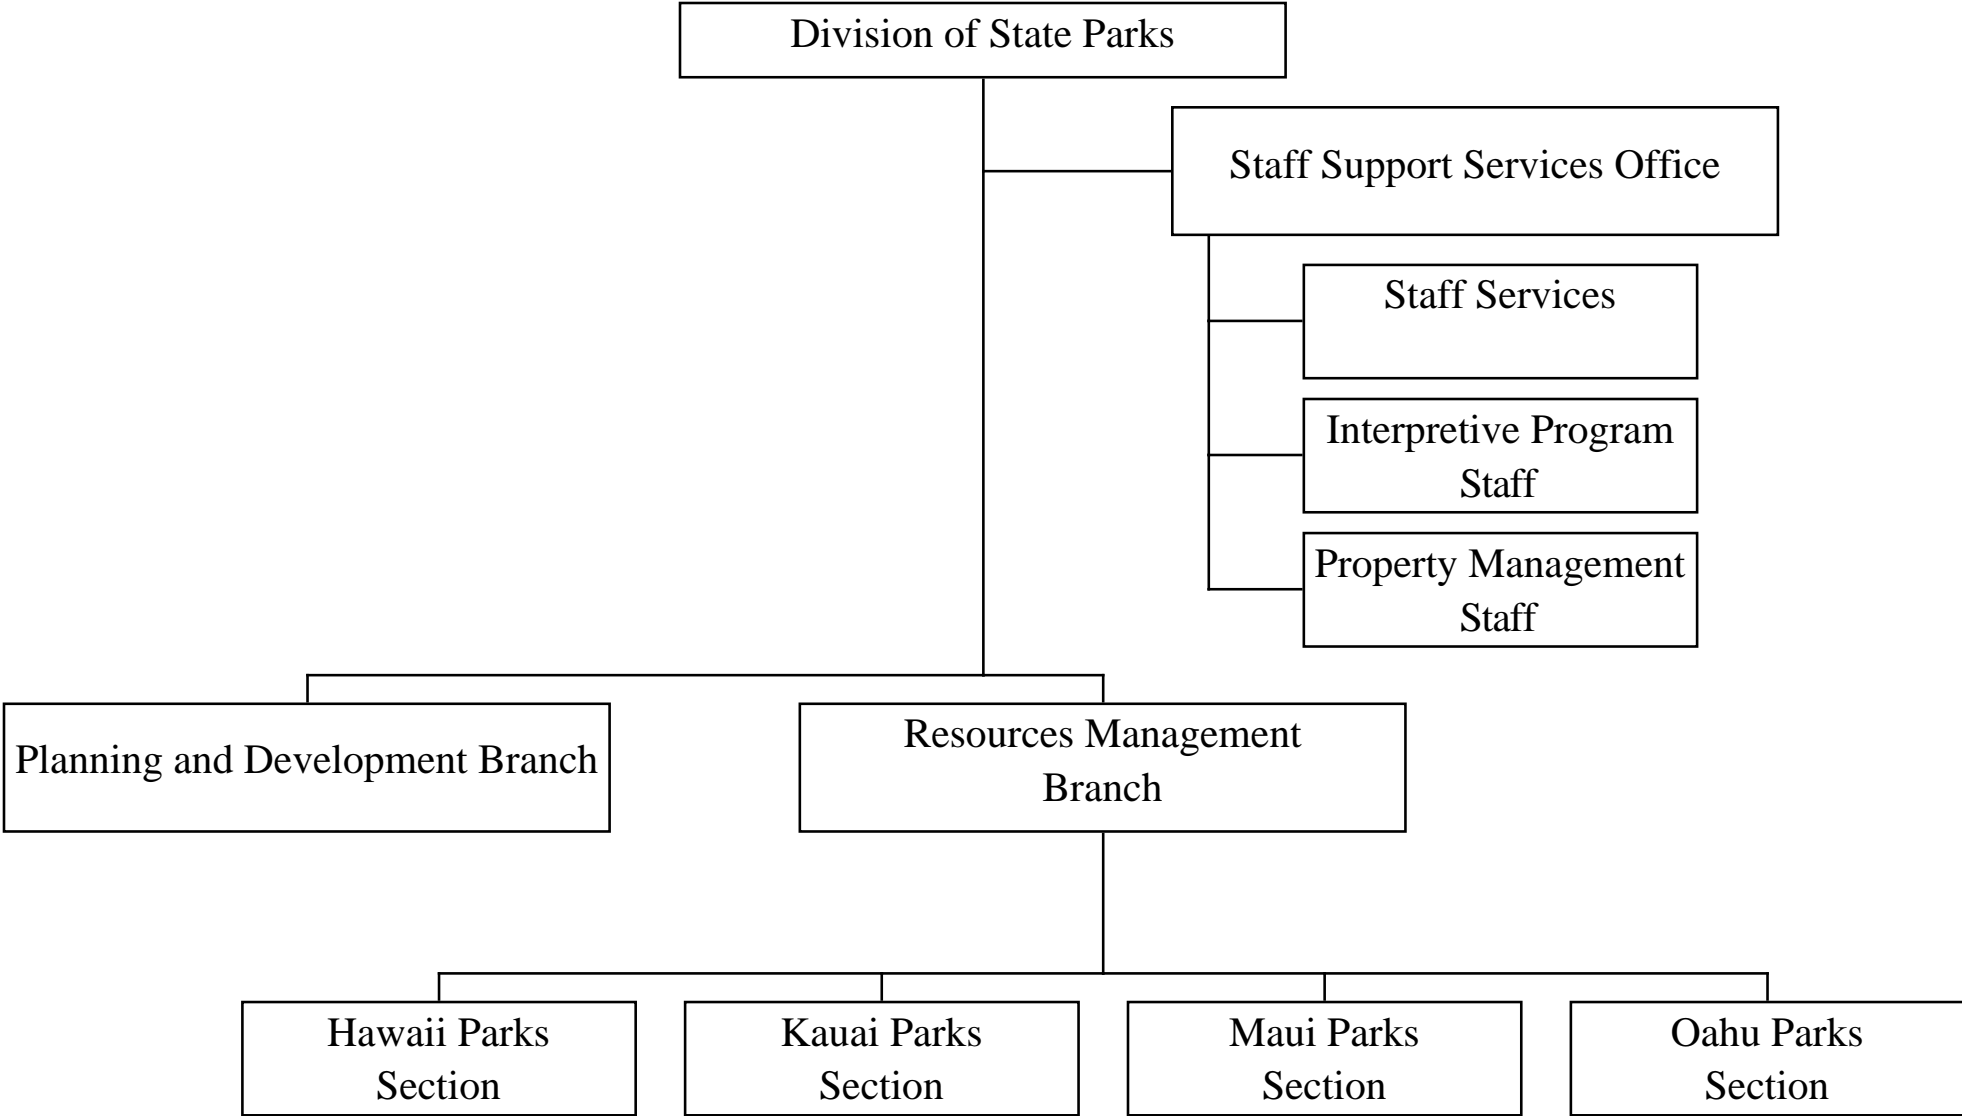 Division of State Parks
Staff Support Services Office
Staff Services
Interpretive Program
Staff
Property Management
Staff
Planning and Development Branch
Resources Management
Branch
Hawaii Parks
Section
Kauai Parks
Section
Maui Parks
Section
Oahu Parks
Section